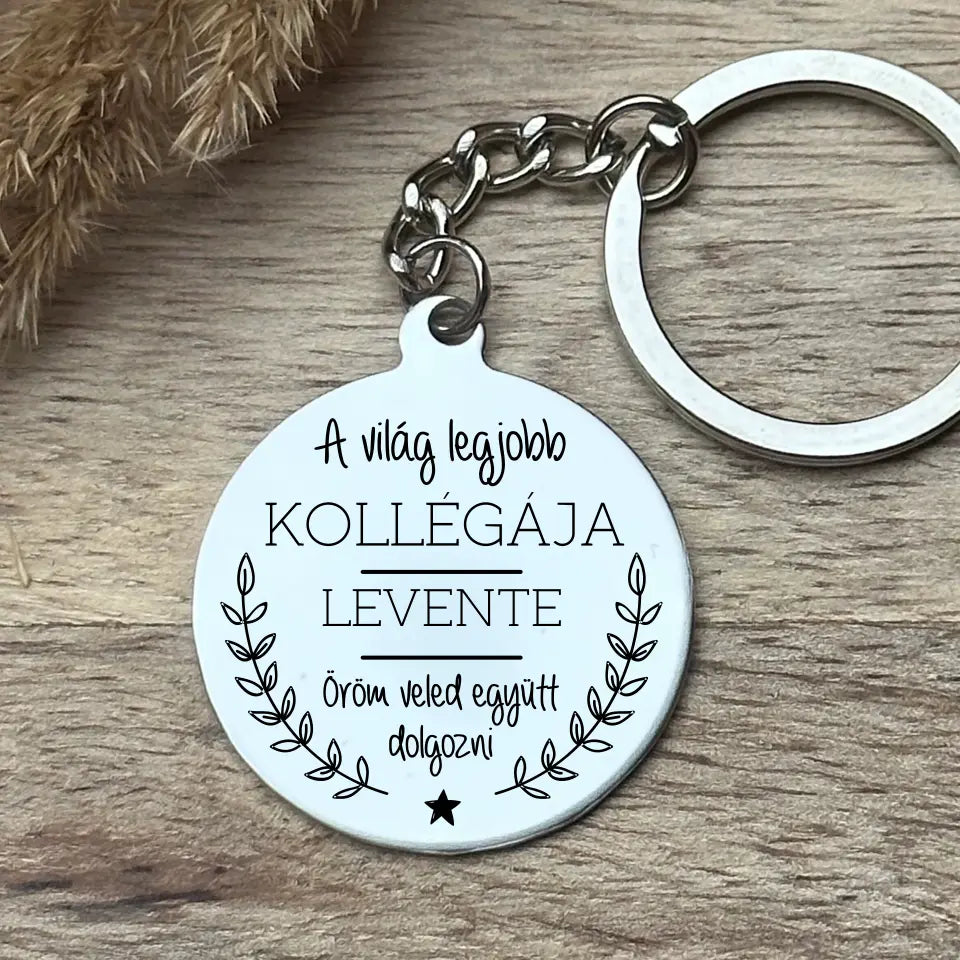 A világ legjobb
KOLLÉGÁJA
LEVENTE
Öröm veled együtt
dolgozni